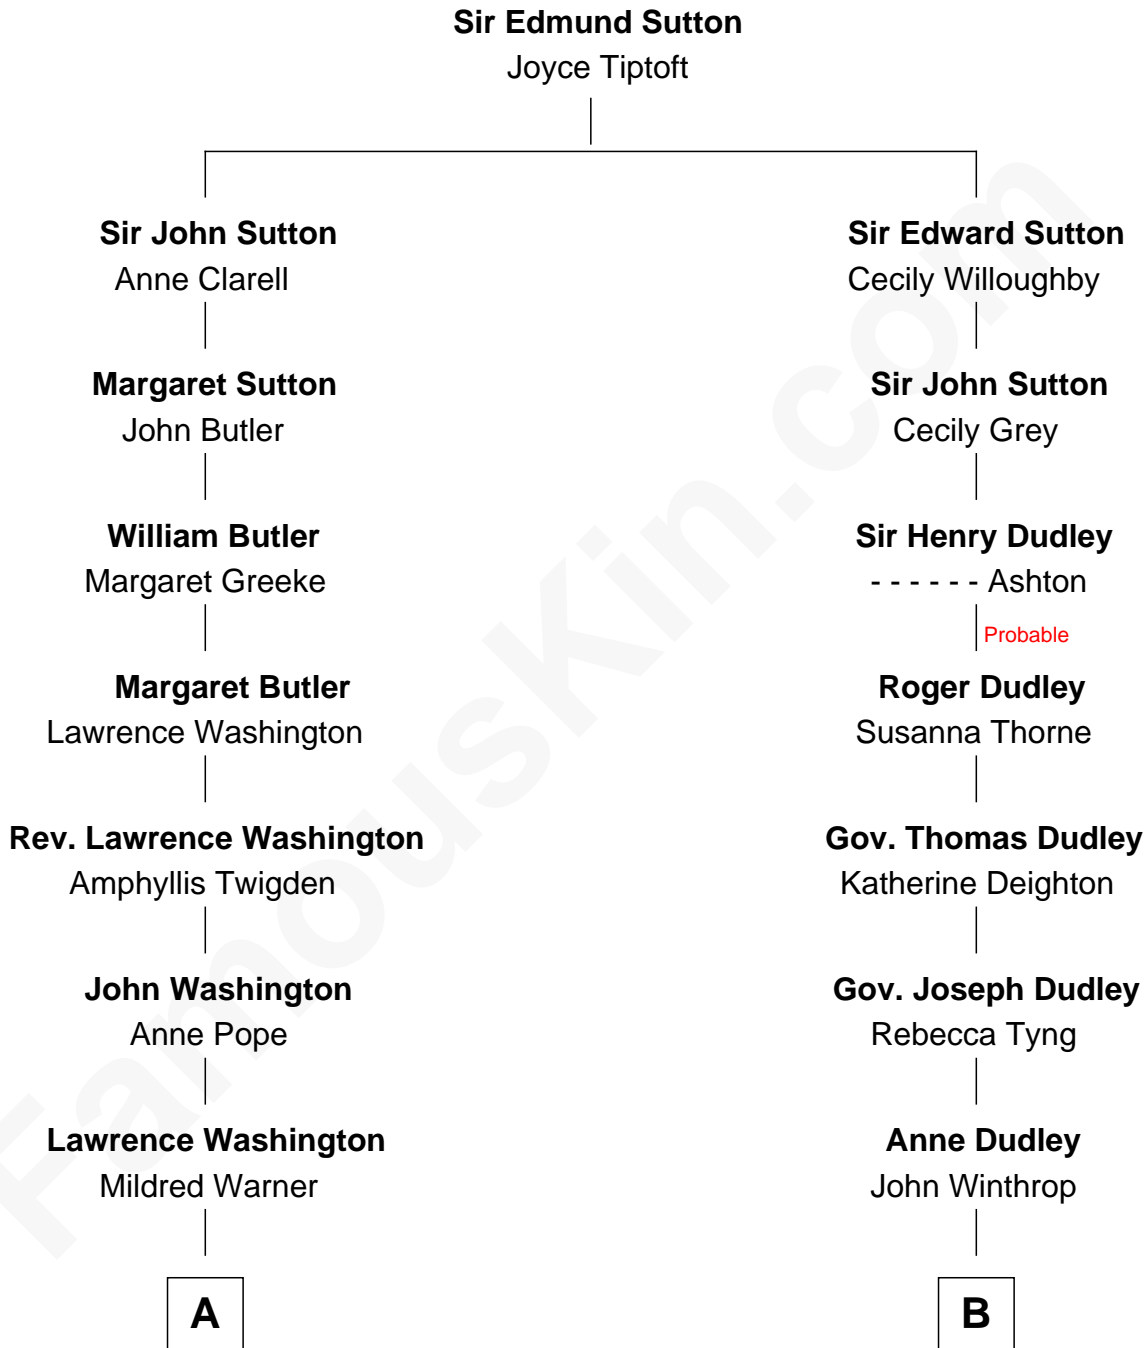 Sir Edmund Sutton
Joyce Tiptoft
Sir John Sutton
Anne Clarell
Margaret Sutton
John Butler
William Butler
Margaret Greeke
Margaret Butler
Lawrence Washington
Rev. Lawrence Washington
Amphyllis Twigden
John Washington
Anne Pope
Lawrence Washington
Mildred Warner
A
Sir Edward Sutton
Cecily Willoughby
Sir John Sutton
Cecily Grey
Sir Henry Dudley
- - - - - - Ashton
Probable
Roger Dudley
Susanna Thorne
Gov. Thomas Dudley
Katherine Deighton
Gov. Joseph Dudley
Rebecca Tyng
Anne Dudley
John Winthrop
B
FamousKin.com